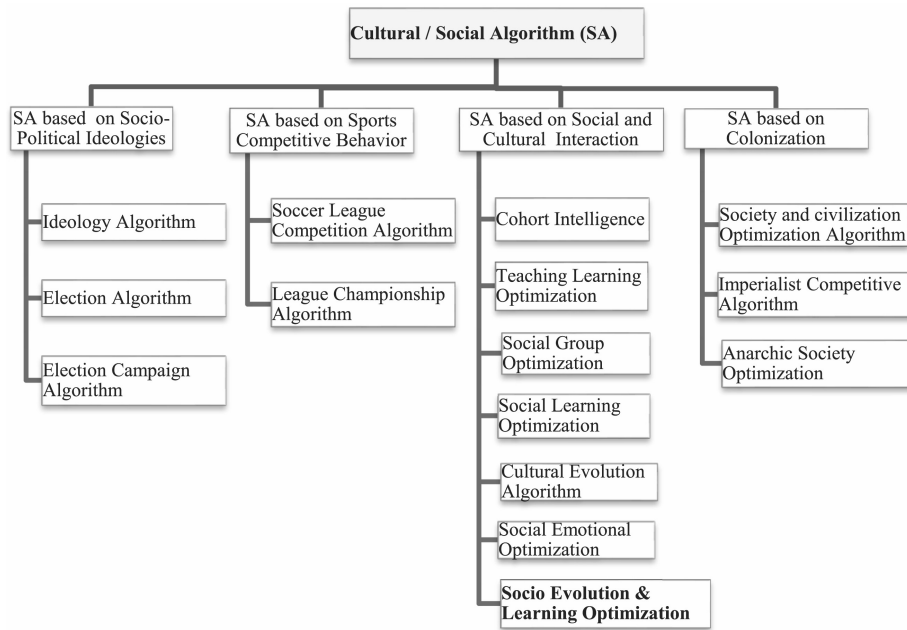 Cultural / Social Algorithm (SA)
SA based on Socio-
Political Ideologies
Ideology Algorithm
Election Algorithm
Election Campaign
Algorithm
SA based on Sports
Competitive Behavior
Soccer League
Competition Algorithm
League Championship
Algorithm
SA based on Social and
Cultural Interaction
Cohort Intelligence
Teaching Learning
Optimization
Social Group
Optimization
Social Learning
Optimization
Cultural Evolution
Algorithm
Social Emotional
Optimization
Socio Evolution &
Learning Optimization
SA based on
Colonization
Society and civilization
Optimization Algorithm
Imperialist Competitive
Algorithm
Anarchic Society
Optimization